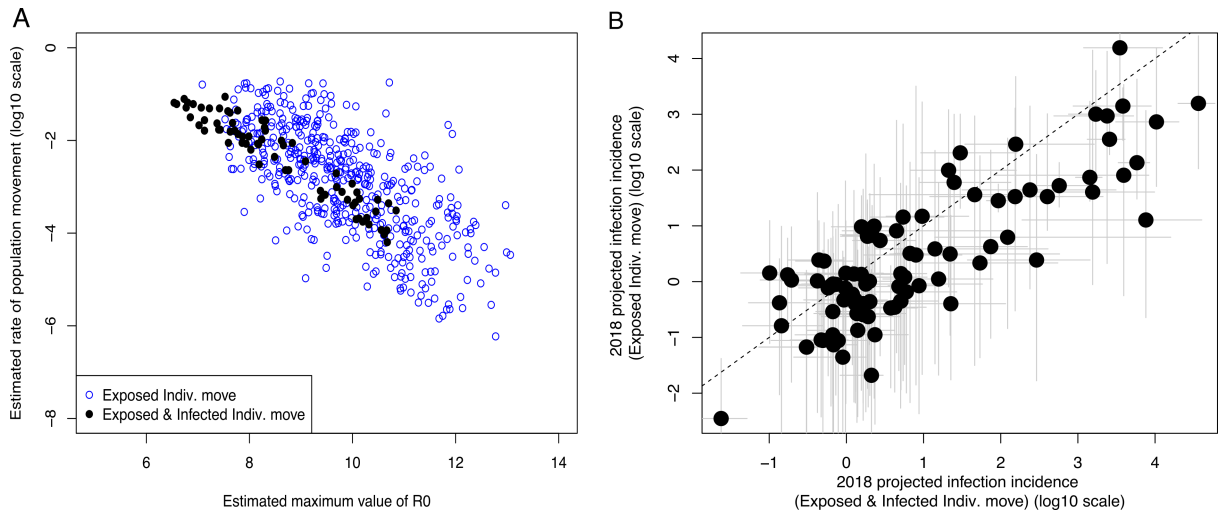 A
Estimated rate of population movement (log10 scale)
0
−2
−4
−6
−8
Exposed Indiv. move
Exposed & Infected Indiv. move
6
8
10
12
14
Estimated maximum value of R0
B
2018 projected infection incidence
(Exposed Indiv. move) (log10 scale)
4
3
2
1
0
−1
−2
−1
0
1
2
3
4
2018 projected infection incidence
(Exposed & Infected Indiv. move) (log10 scale)